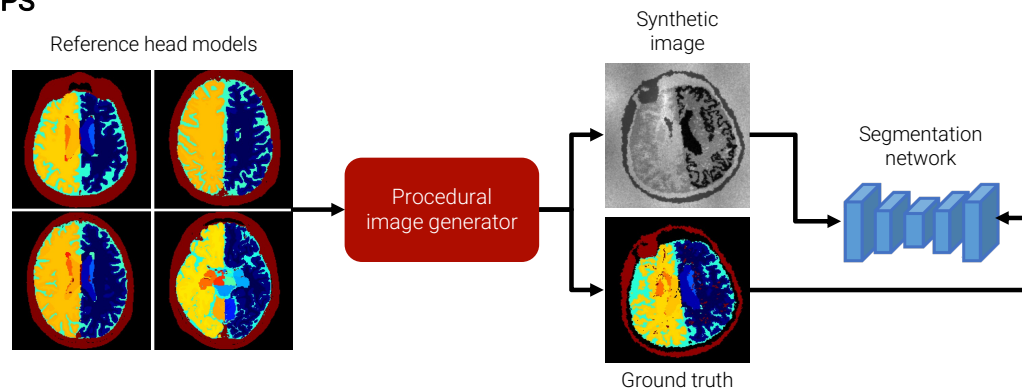 PS
Reference head models
Synthetic
image
Procedural
image generator
Segmentation
network
Ground truth